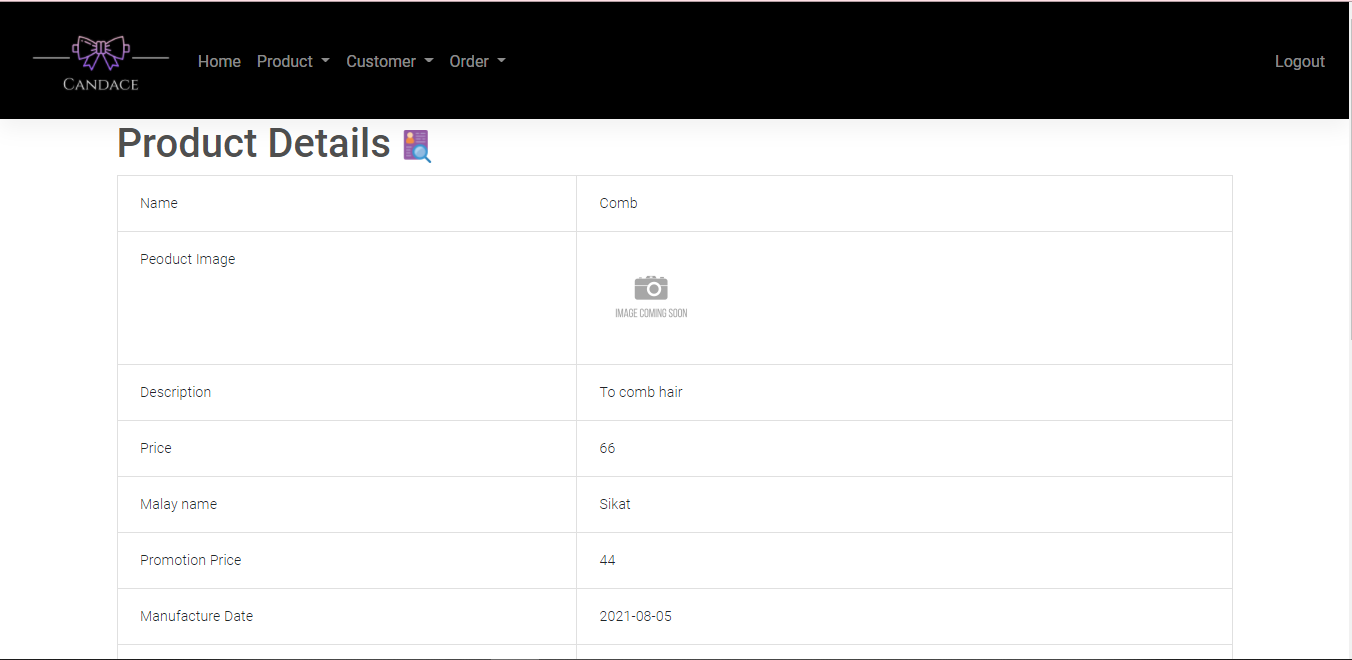 CANDACE
Home Product Customer Order Logout
Product Details
Name Comb
Peoduct Image
IMAGE COMING SOON
Description To comb hair
Price 66
Malay name Sikat
Promotion Price 44
Manufacture Date 2021-08-05